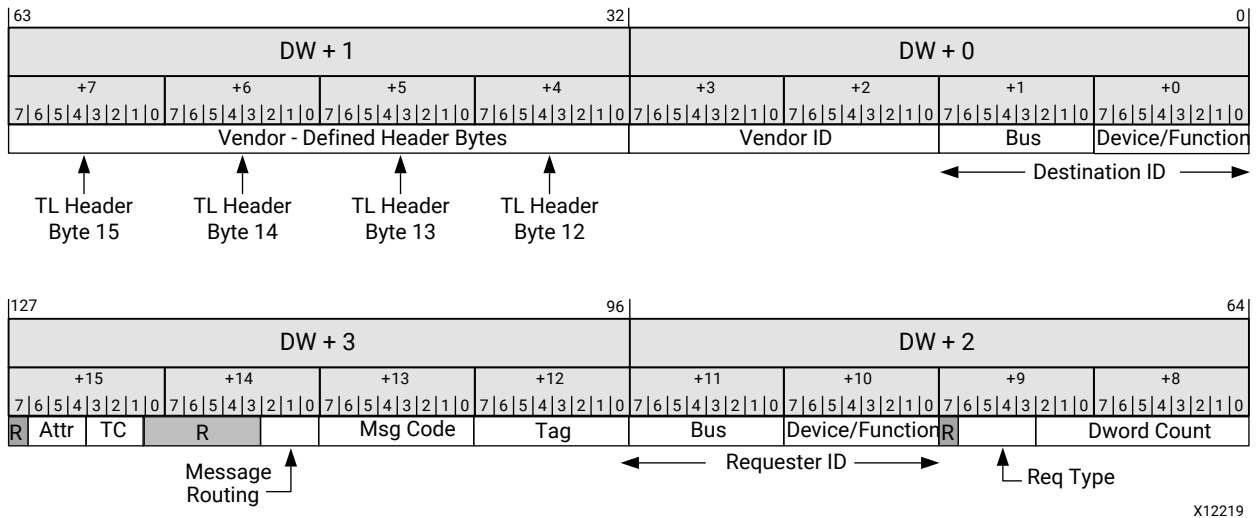 63 32 0
DW + 1 DW + 0
+7 +6 +5 +4 +3 +2 +1 +0
7 6 5 4 3 2 1 0 7 6 5 4 3 2 1 0 7 6 5 4 3 2 1 0 7 6 5 4 3 2 1 0 7 6 5 4 3 2 1 0 7 6 5 4 3 2 1 0 7 6 5 4 3 2 1 0 7 6 5 4 3 2 1 0
Vendor - Defined Header Bytes Vendor ID Bus Device/Function
Destination ID
TL Header TL Header TL Header TL Header
Byte 15 Byte 14 Byte 13 Byte 12
127 96 64
DW + 3 DW + 2
+15 +14 +13 +12 +11 +10 +9 +8
7 6 5 4 3 2 1 0 7 6 5 4 3 2 1 0 7 6 5 4 3 2 1 0 7 6 5 4 3 2 1 0 7 6 5 4 3 2 1 0 7 6 5 4 3 2 1 0 7 6 5 4 3 2 1 0 7 6 5 4 3 2 1 0
R Attr TC R Msg Code Tag Bus Device/Function R Dword Count
Message Requester ID
Routing Req Type
X12219